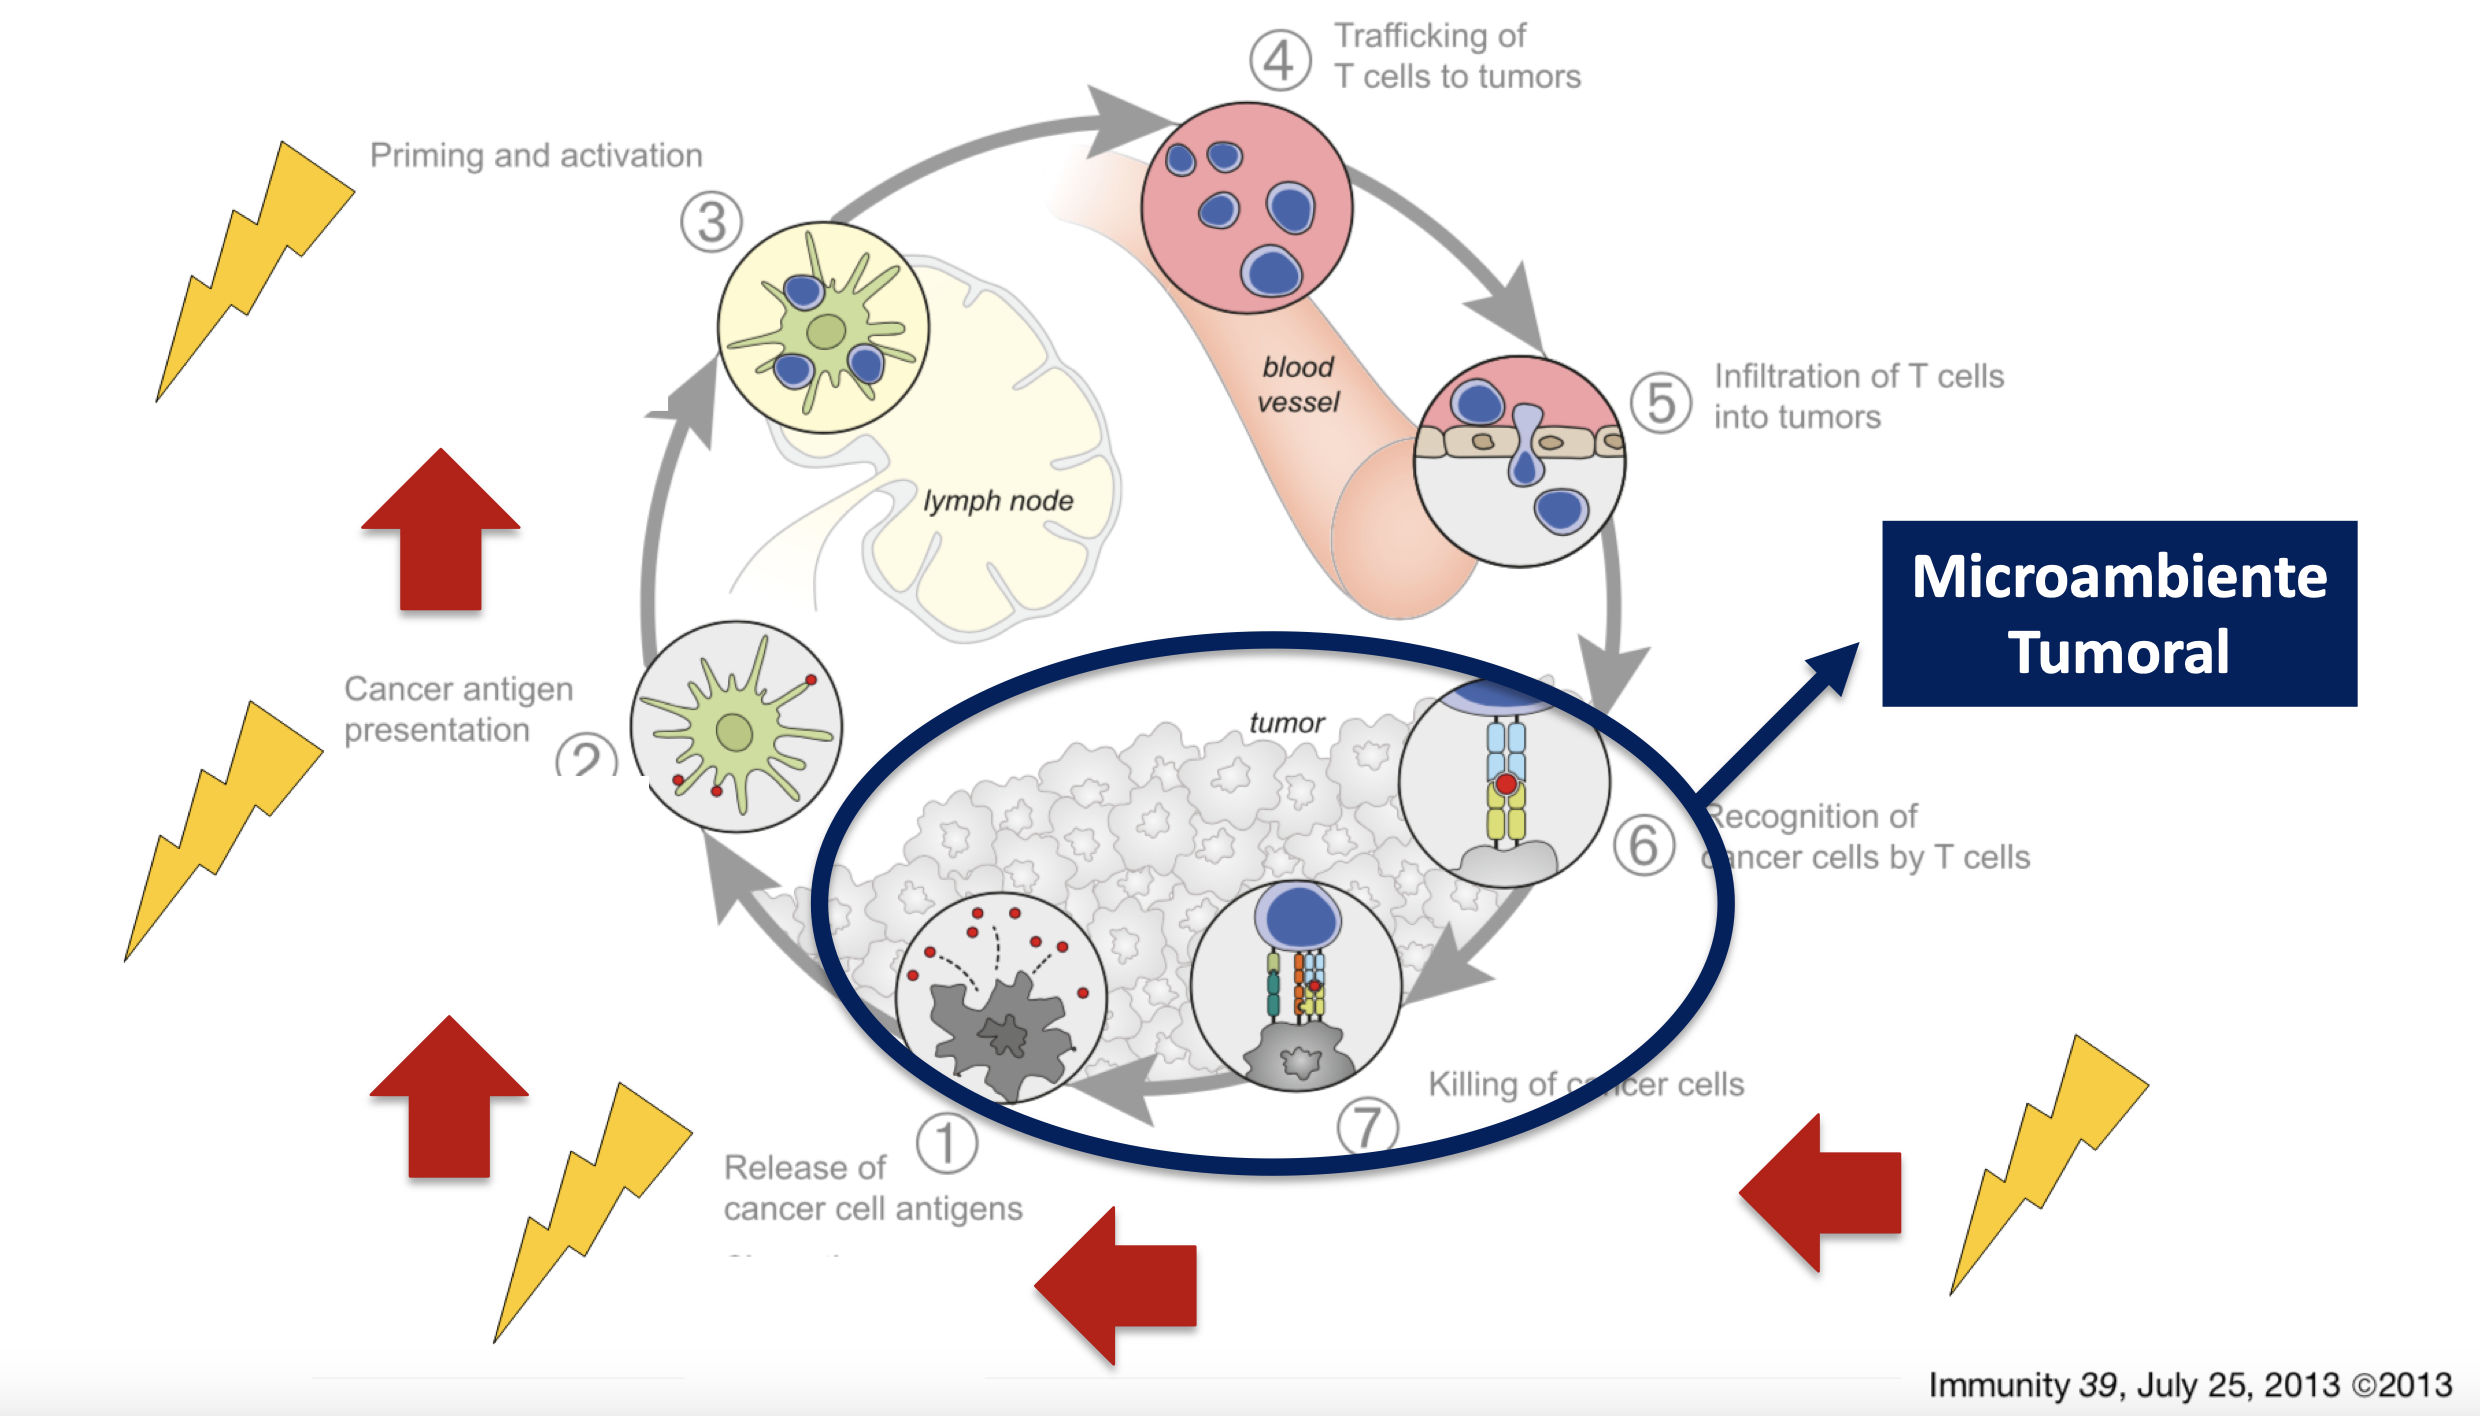 ④
Trafficking of
T cells to tumors
Priming and activation
③
blood
vessel
⑤
Infiltration of T cells
into tumors
lymph node
Microambiente
Tumoral
Cancer antigen
presentation
②
tumor
⑥
Recognition of
cancer cells by T cells
⑦
Killing of cancer cells
①
Release of
cancer cell antigens
Immunity 39, July 25, 2013 ©2013